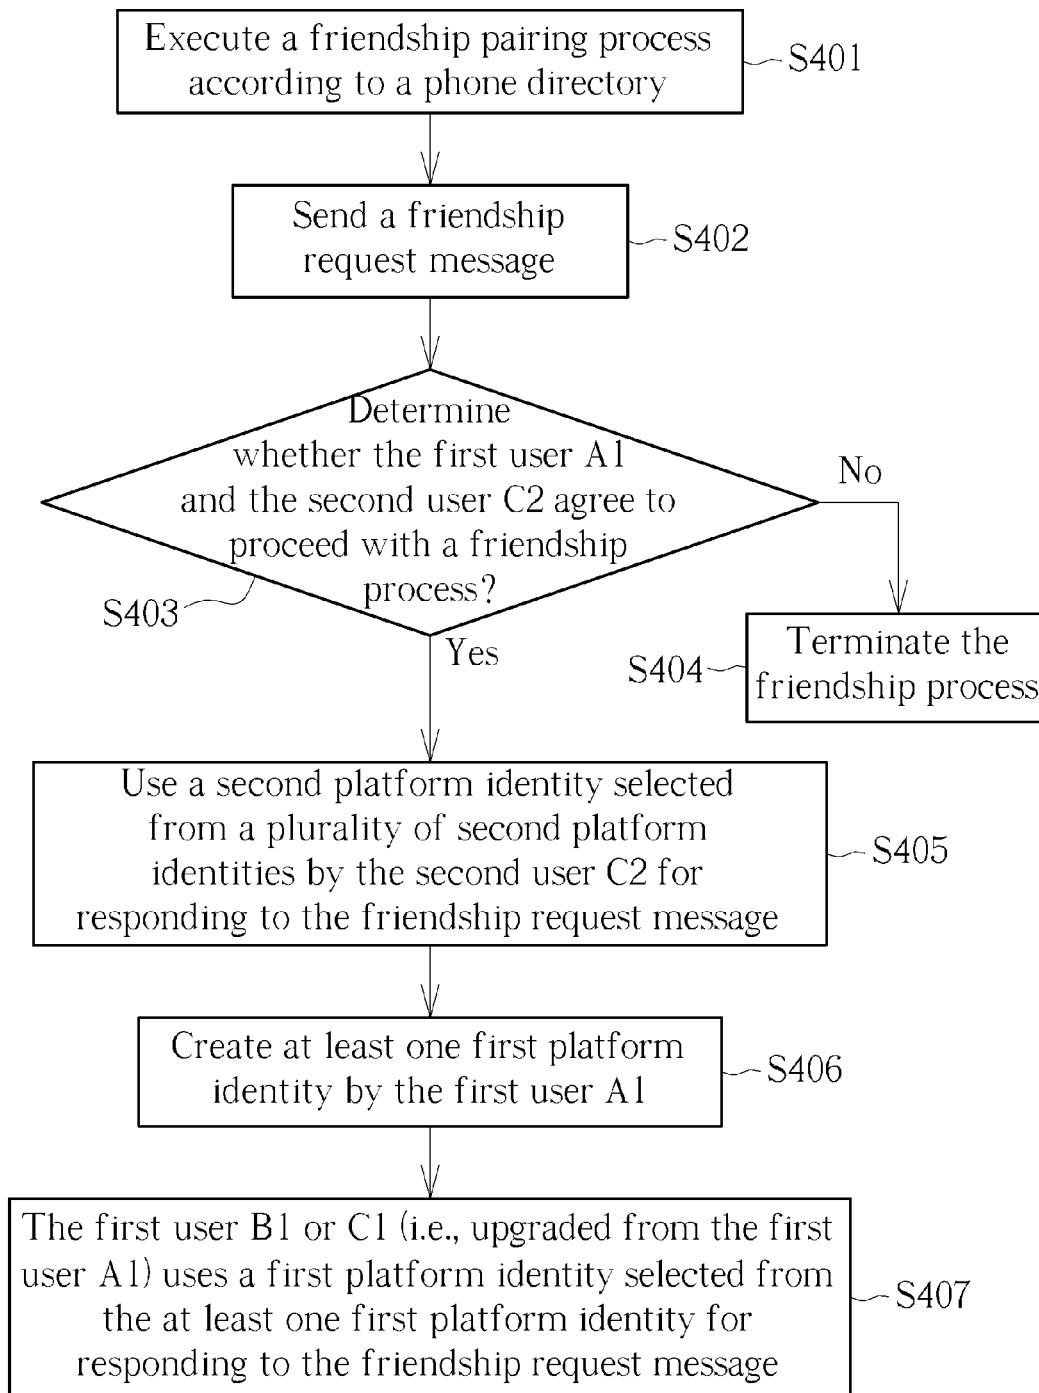 Execute a friendship pairing process
according to a phone directory
S401
Send a friendship
request message
S402
Determine
whether the first user A1
and the second user C2 agree to
proceed with a friendship
process?
S403
No
Yes
Terminate the
friendship process
S404
Use a second platform identity selected
from a plurality of second platform
identities by the second user C2 for
responding to the friendship request message
S405
Create at least one first platform
identity by the first user A1
S406
The first user B1 or C1 (i.e., upgraded from the first
user A1) uses a first platform identity selected from
the at least one first platform identity for
responding to the friendship request message
S407